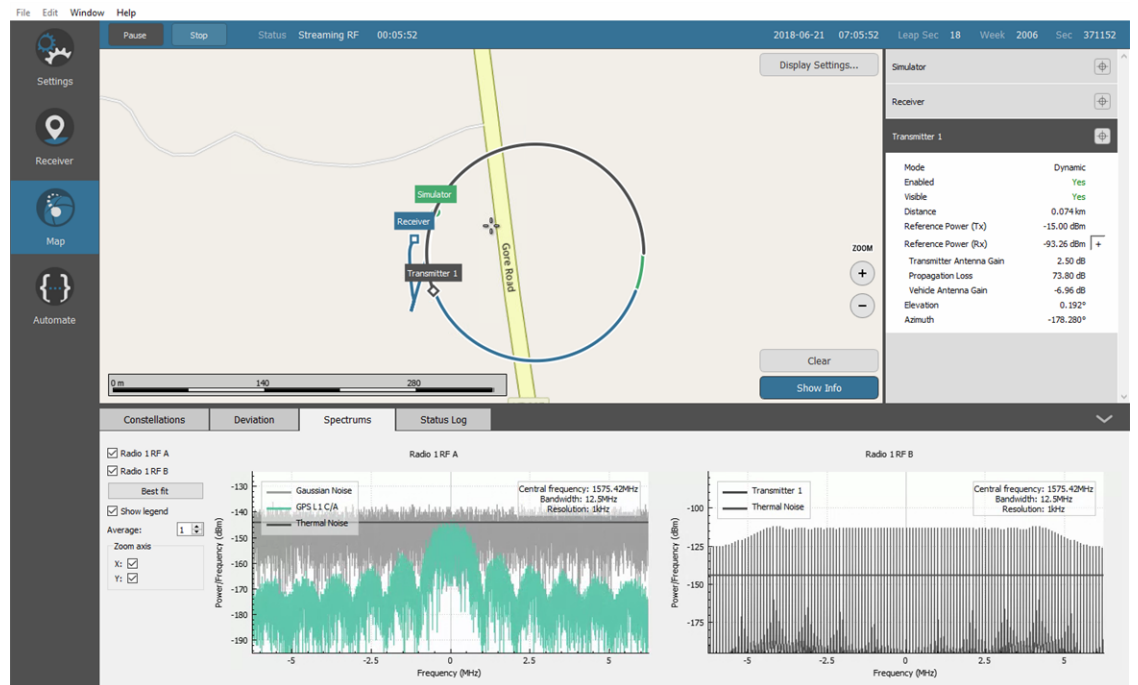 File Edit Window Help
Pause Stop Status Streaming RF 00:05:52 2018-06-21 07:05:52 Leap Sec 18 Week 2006 Sec 371152
Settings
Receiver
Map
Automate
Display Settings...
Simulator
Receiver
Transmitter 1
Gore Road
ZOOM
+
−
0 m 140 280
Clear
Show Info
Simulator
Receiver
Transmitter 1
Mode Dynamic
Enabled Yes
Visible Yes
Distance 0.074 km
Reference Power (Tx) -15.00 dBm
Reference Power (Rx) -93.26 dBm +
Transmitter Antenna Gain 2.50 dB
Propagation Loss 73.80 dB
Vehicle Antenna Gain -6.96 dB
Elevation 0.192°
Azimuth -178.280°
Constellations Deviation Spectrums Status Log
Radio 1 RF A
Radio 1 RF B
Best fit
Show legend
Average: 1
Zoom axis
X:
Y:
Radio 1 RF A
Gaussian Noise
GPS L1 C/A
Thermal Noise
Central frequency: 1575.42MHz
Bandwidth: 12.5MHz
Resolution: 1kHz
Power/Frequency (dBm)
-130
-140
-150
-160
-170
-180
-190
-5 -2.5 0 2.5 5
Frequency (MHz)
Radio 1 RF B
Transmitter 1
Thermal Noise
Central frequency: 1575.42MHz
Bandwidth: 12.5MHz
Resolution: 1kHz
Power/Frequency (dBm)
-100
-125
-150
-175
-5 -2.5 0 2.5 5
Frequency (MHz)